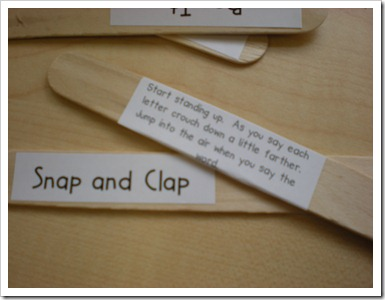 Start standing up. As you say each
letter crouch down a little farther.
Jump into the air when you say the
word.
Snap and Clap